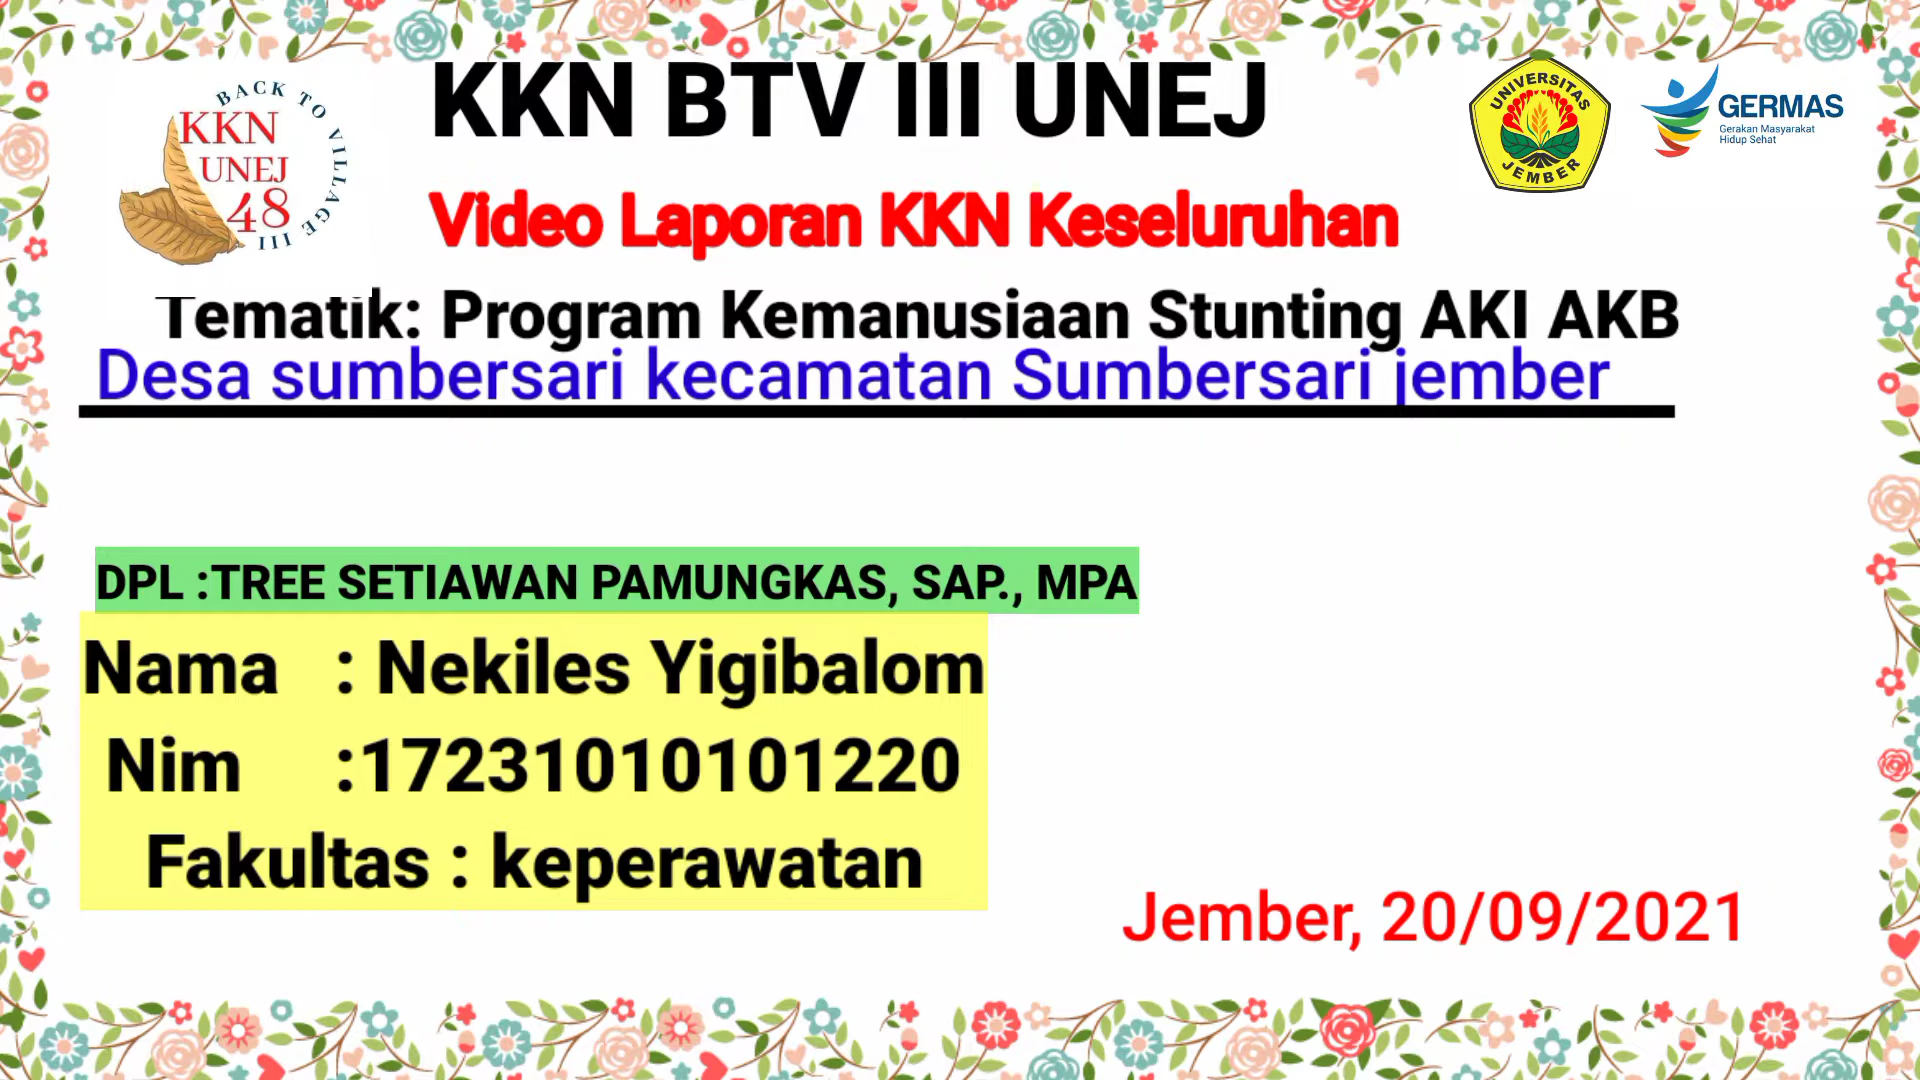 KKN BTV III UNEJ
BACK TO VILLAGE III
KKN
UNEJ
48
UNIVERSITAS
JEMBER
GERMAS
Gerakan Masyarakat
Hidup Sehat
Video Laporan KKN Keseluruhan
Tematik: Program Kemanusiaan Stunting AKI AKB
Desa sumbersari kecamatan Sumbersari jember
DPL :TREE SETIAWAN PAMUNGKAS, SAP., MPA
Nama : Nekiles Yigibalom
Nim :17231010101220
Fakultas : keperawatan
Jember, 20/09/2021